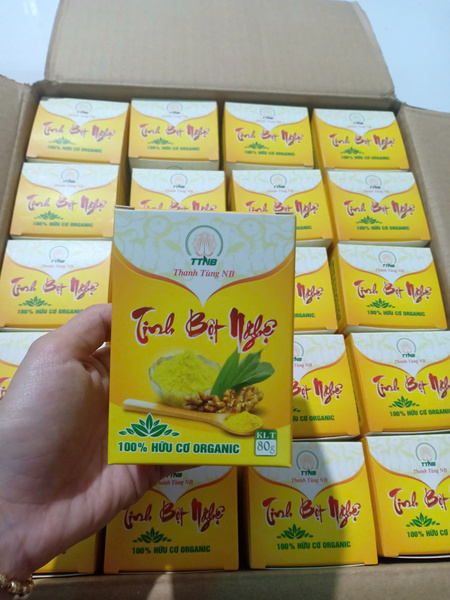 TTNB
Thanh Tùng NB
Tinh Bột Nghệ
100% HỮU CƠ ORGANIC
KLT
80g